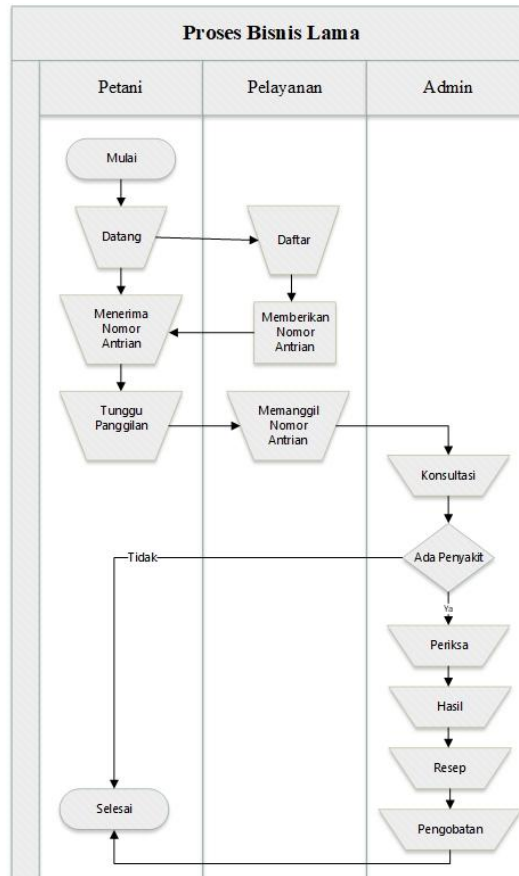 Proses Bisnis Lama
Petani
Pelayanan
Admin
Mulai
Datang
Daftar
Menerima
Nomor
Antrian
Memberikan
Nomor
Antrian
Tunggu
Panggilan
Memanggil
Nomor
Antrian
Konsultasi
Ada Penyakit
Tidak
Ya
Periksa
Hasil
Resep
Selesai
Pengobatan